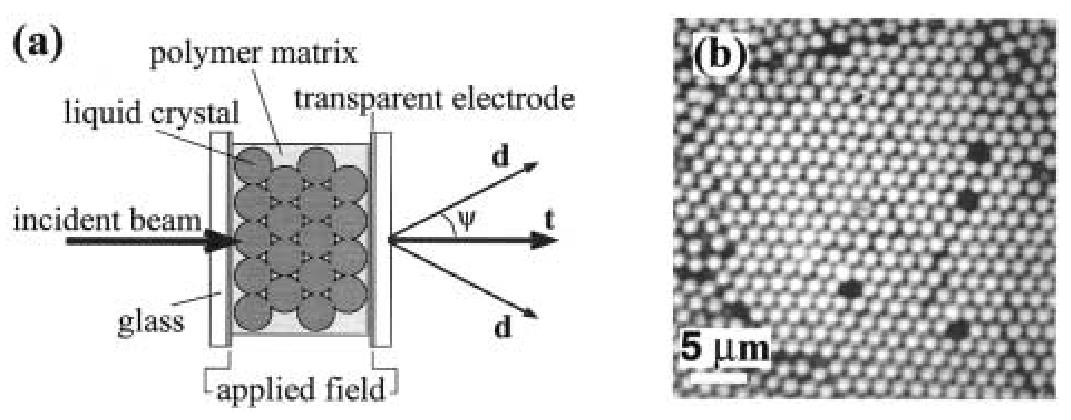 (a)
polymer matrix
liquid crystal
transparent electrode
d
ψ
incident beam
t
glass
d
applied field
(b)
5 μm